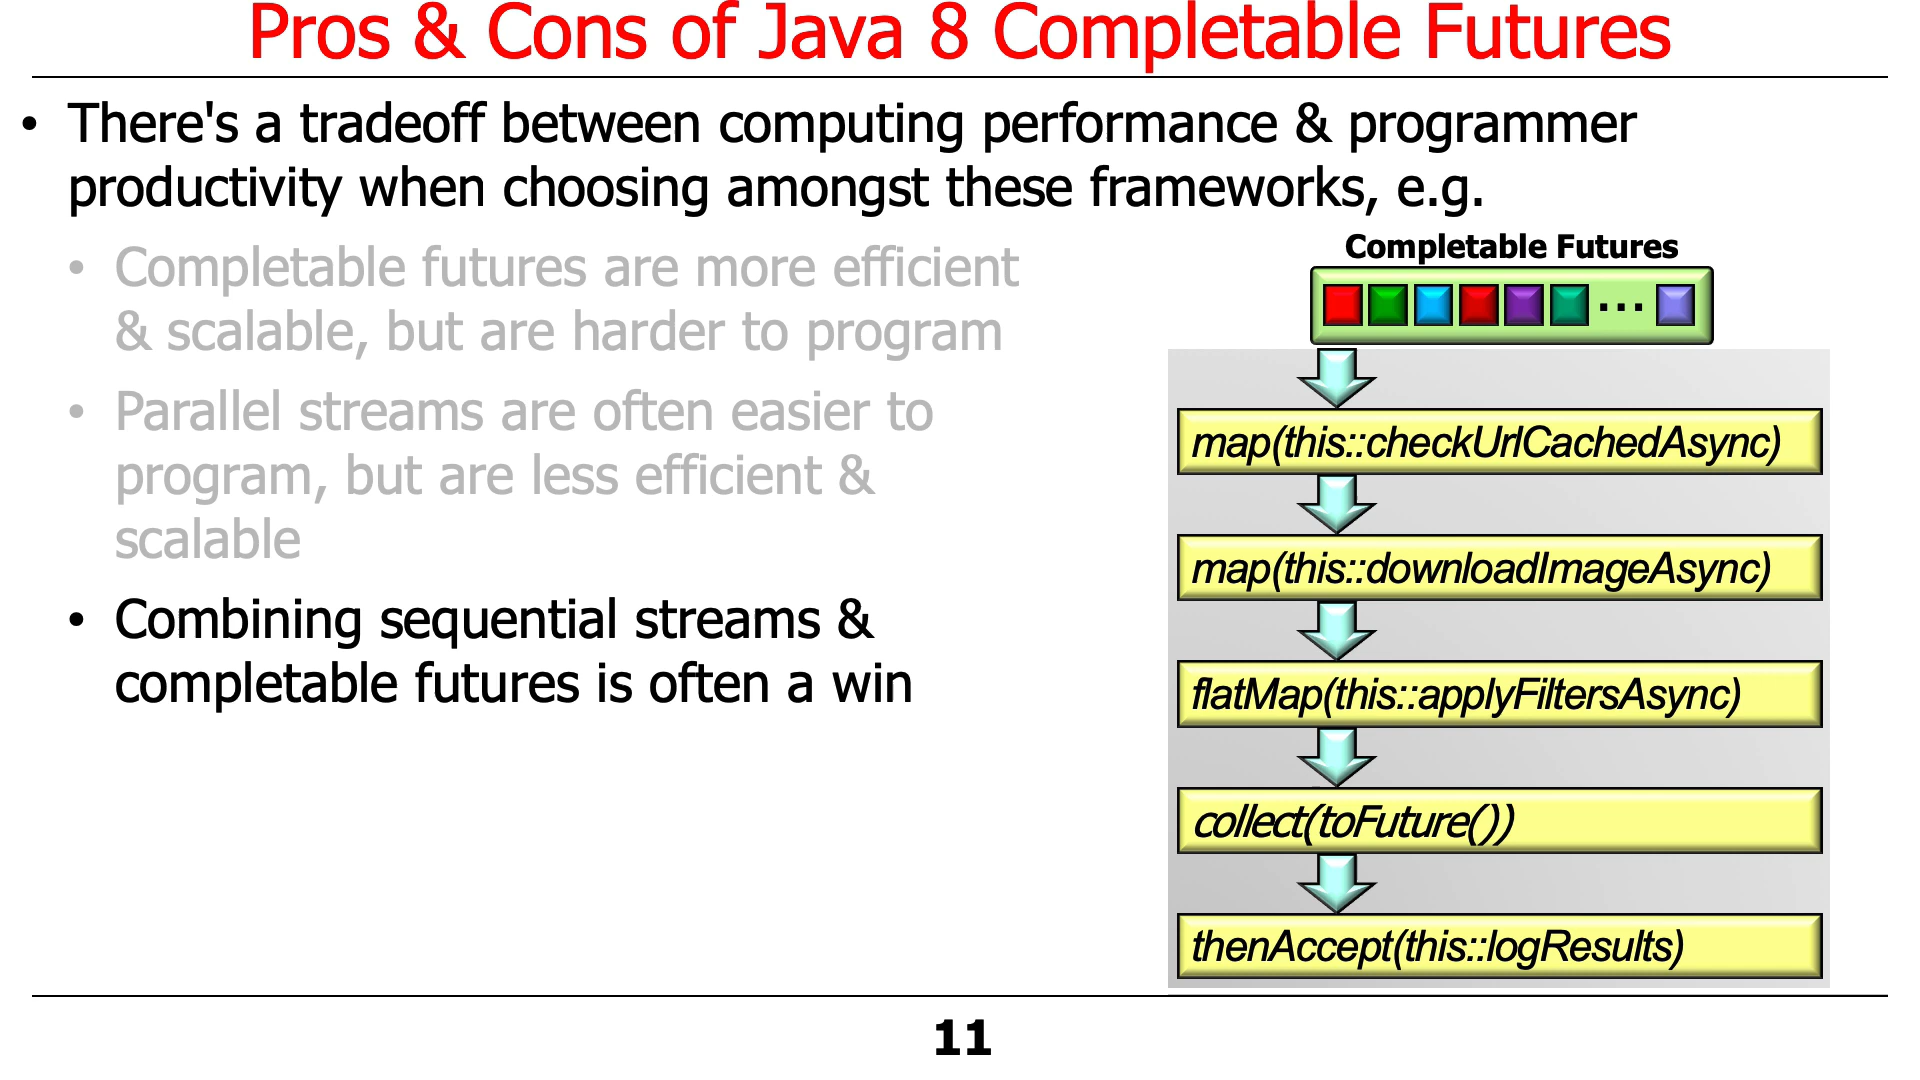 Pros & Cons of Java 8 Completable Futures
• There's a tradeoff between computing performance & programmer
productivity when choosing amongst these frameworks, e.g.
• Completable futures are more efficient
& scalable, but are harder to program
• Parallel streams are often easier to
program, but are less efficient &
scalable
• Combining sequential streams &
completable futures is often a win
Completable Futures
...
map(this::checkUrlCachedAsync)
map(this::downloadImageAsync)
flatMap(this::applyFiltersAsync)
collect(toFuture())
thenAccept(this::logResults)
11